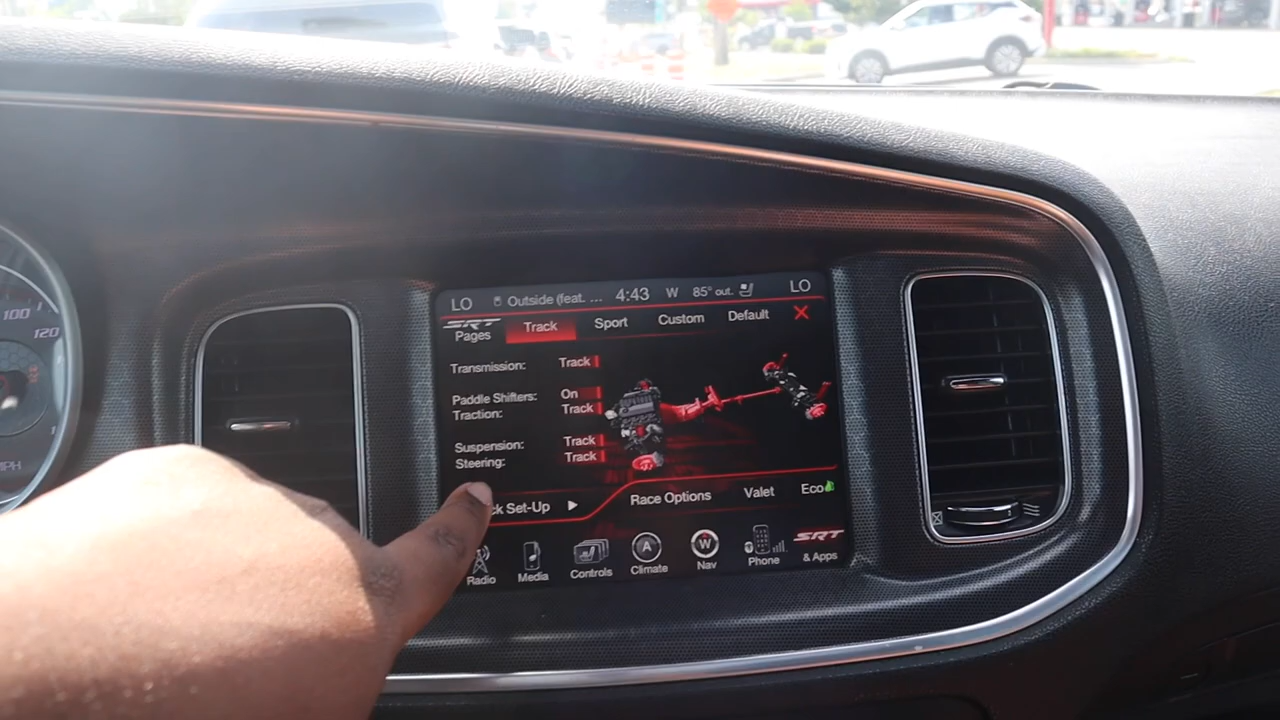 100
120
MPH
LO Outside (feat. ... 4:43 W 85° out. LO
SRT Pages Track Sport Custom Default X
Transmission: Track
Paddle Shifters: On
Traction: Track
Suspension: Track
Steering: Track
ck Set-Up Race Options Valet Eco
Radio Media Controls A Climate W Nav Phone SRT & Apps